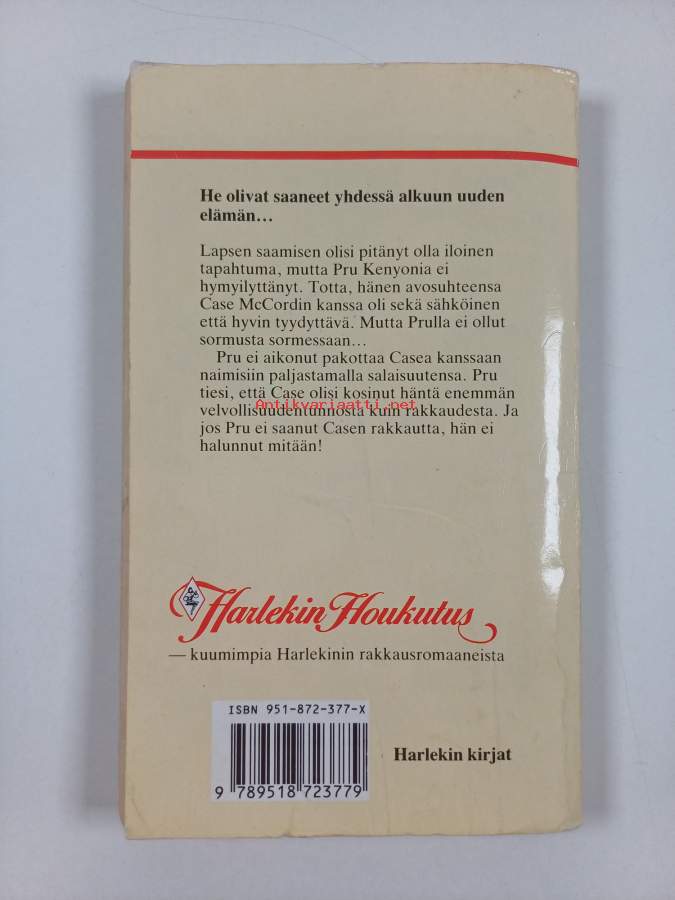 He olivat saaneet yhdessä alkuun uuden
elämän…
Lapsen saamisen olisi pitänyt olla iloinen
tapahtuma, mutta Pru Kenyonia ei
hymyilyttänyt. Totta, hänen avosuhteensa
Case McCordin kanssa oli sekä sähköinen
että hyvin tyydyttävä. Mutta Prulla ei ollut
sormusta sormessaan…
Pru ei aikonut pakottaa Casea kanssaan
naimisiin paljastamalla salaisuutensa. Pru
tiesi, että Case olisi kosinut häntä enemmän
Antikvariaatti.net
velvollisuudentunnosta kuin rakkaudesta. Ja
jos Pru ei saanut Casen rakkautta, hän ei
halunnut mitään!
Harlekin Houkutus
—kuumimpia Harlekinin rakkausromaaneista
ISBN 951-872-377-X
9 789518 723779
Harlekin kirjat